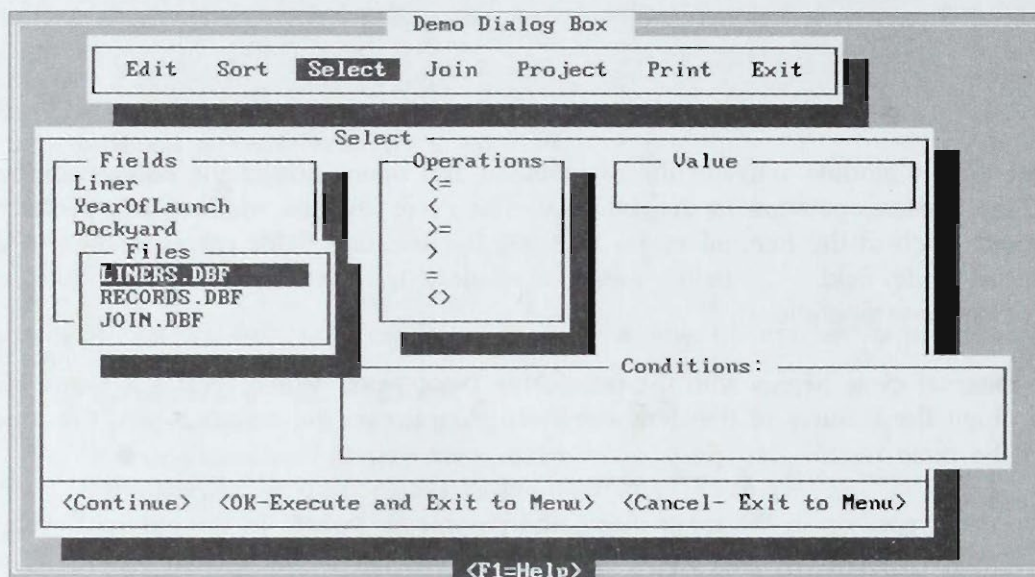 Demo Dialog Box
Edit Sort Select Join Project Print Exit
Select
Fields
Liner
YearOfLaunch
Dockyard
Files
LINERS.DBF
RECORDS.DBF
JOIN.DBF
Operations
<=
<
>=
>
=
<>
Value
Conditions:
<Continue> <OK-Execute and Exit to Menu> <Cancel- Exit to Menu>
<F1=Help>